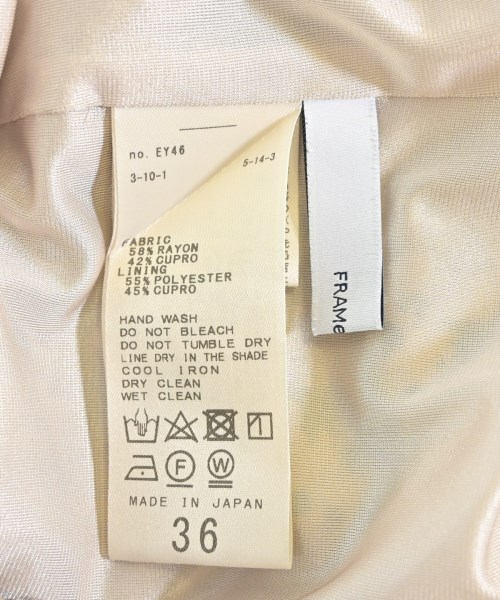 no. EY46
3-10-1
5-14-3
FABRIC
58% RAYON
42% CUPRO
LINING
55% POLYESTER
45% CUPRO
HAND WASH
DO NOT BLEACH
DO NOT TUMBLE DRY
LINE DRY IN THE SHADE
COOL IRON
DRY CLEAN
WET CLEAN
F W
MADE IN JAPAN
36
FRAMe